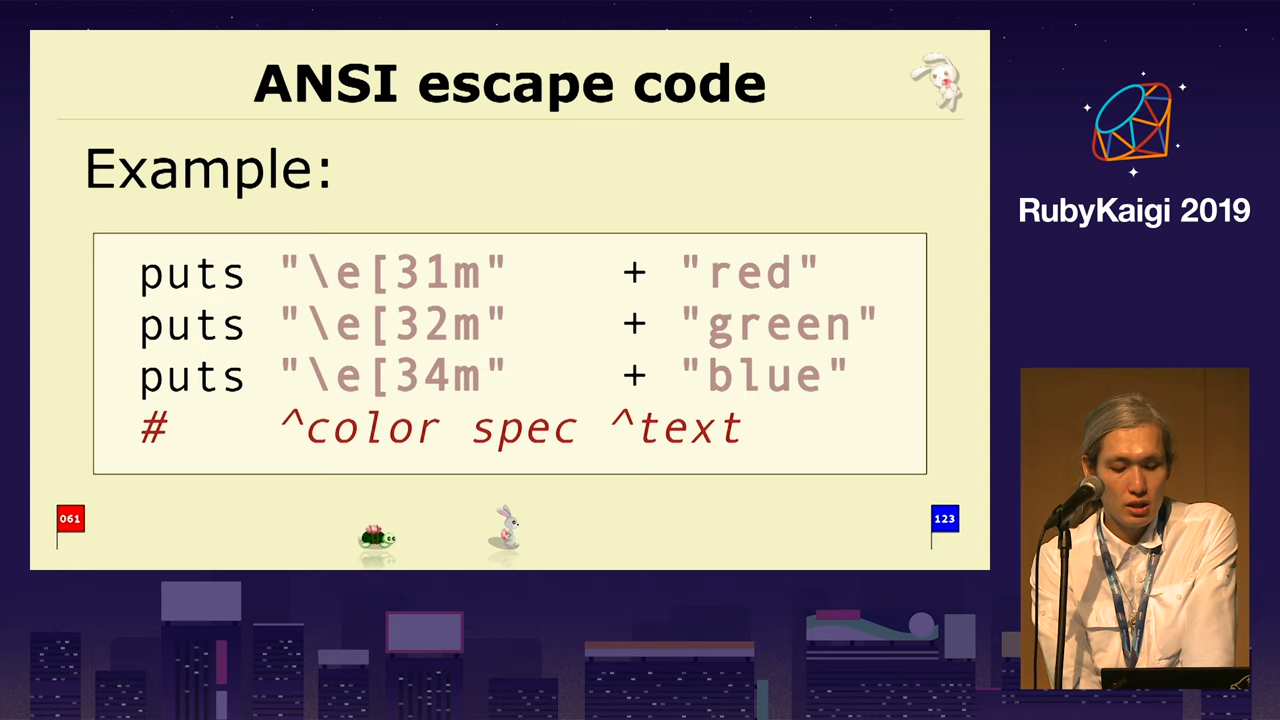 ANSI escape code
Example:
puts "\e[31m" + "red"
puts "\e[32m" + "green"
puts "\e[34m" + "blue"
# ^color spec ^text
061
123
RubyKaigi 2019